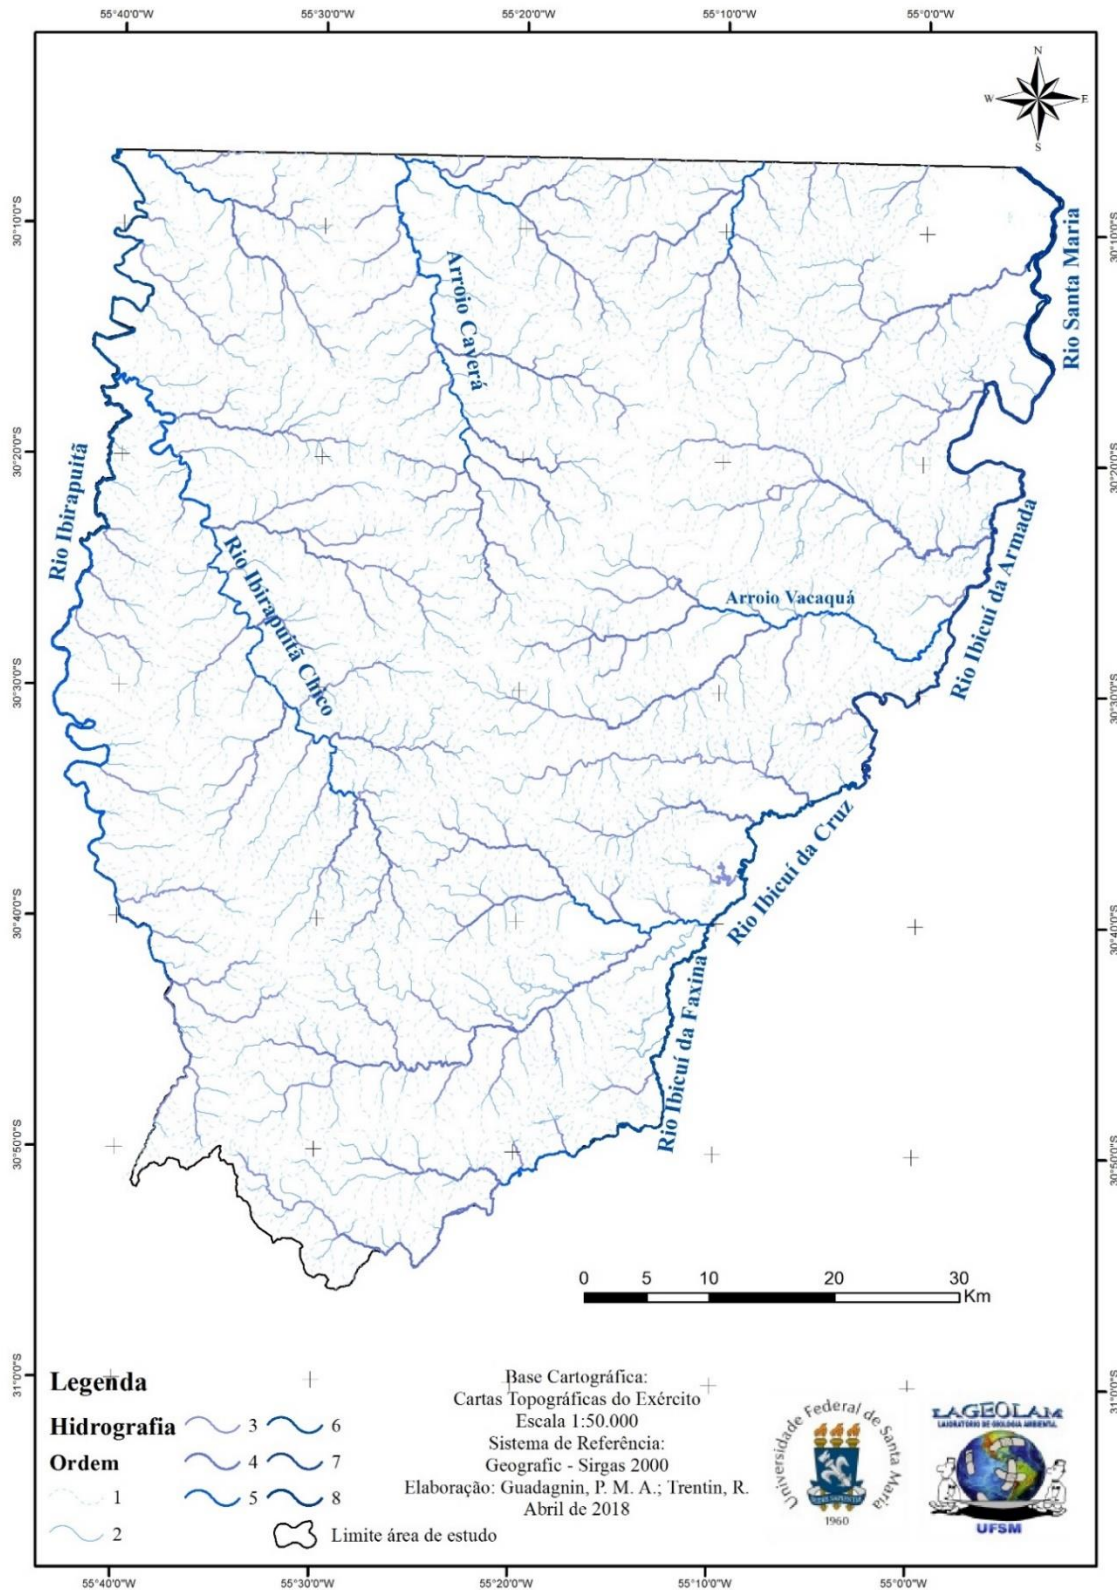 55°40'0"W 55°30'0"W 55°20'0"W 55°10'0"W 55°0'0"W
N
W E
S
30°10'0"S
30°10'0"S
Rio Santa Maria
Arroio Caverá
30°20'0"S
30°20'0"S
Rio Ibirapuitã
Rio Ibirapuitã Chico
Arroio Vacaquá
Rio Ibicuí da Armada
30°30'0"S
30°30'0"S
Rio Ibicuí da Cruz
30°40'0"S
30°40'0"S
Rio Ibicuí da Faxina
30°50'0"S
30°50'0"S
0 5 10 20 30
Km
31°0'0"S
31°0'0"S
Legenda
Hidrografia
Ordem
1
2
3
4
5
6
7
8
Limite área de estudo
Base Cartográfica:
Cartas Topográficas do Exército
Escala 1:50.000
Sistema de Referência:
Geografic - Sirgas 2000
Elaboração: Guadagnin, P. M. A.; Trentin, R.
Abril de 2018
Universidade Federal de Santa Maria
SEDES SAPIENTIAE
1960
LAGEOLAM
LABORATÓRIO DE GEOLOGIA AMBIENTAL
UFSM
55°40'0"W 55°30'0"W 55°20'0"W 55°10'0"W 55°0'0"W